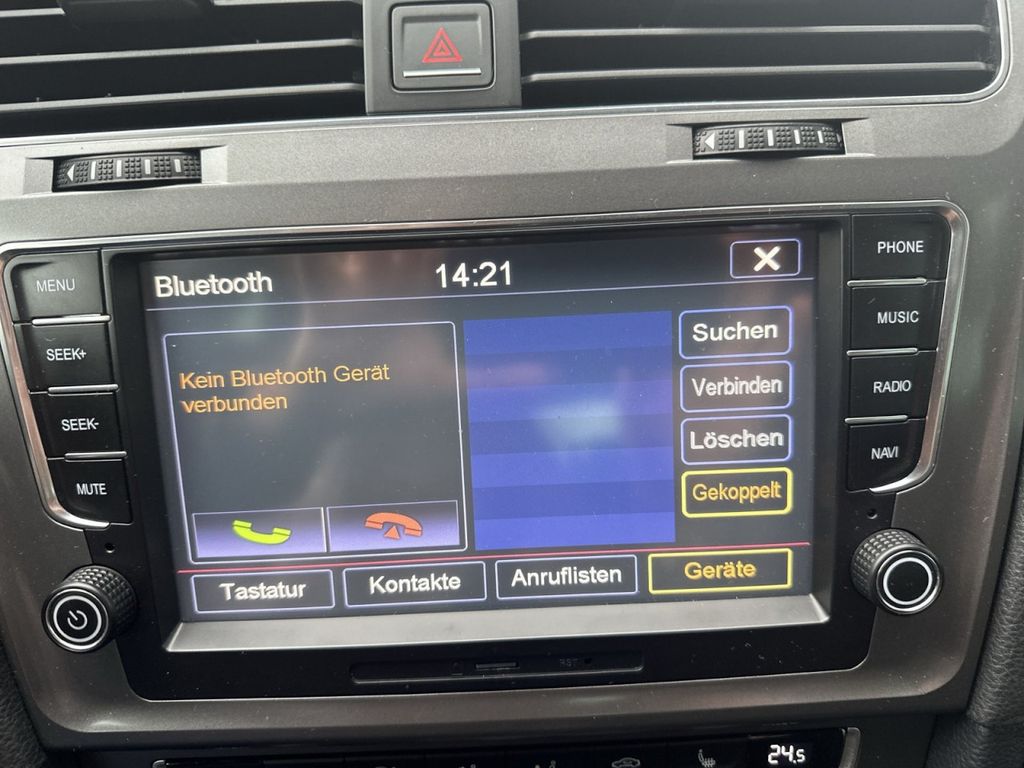 Bluetooth 14:21
MENU
PHONE
SEEK+
Kein Bluetooth Gerät
verbunden
Suchen
MUSIC
SEEK-
Verbinden
RADIO
MUTE
Löschen
NAVI
Gekoppelt
Tastatur Kontakte Anruflisten Geräte
RST
24.5